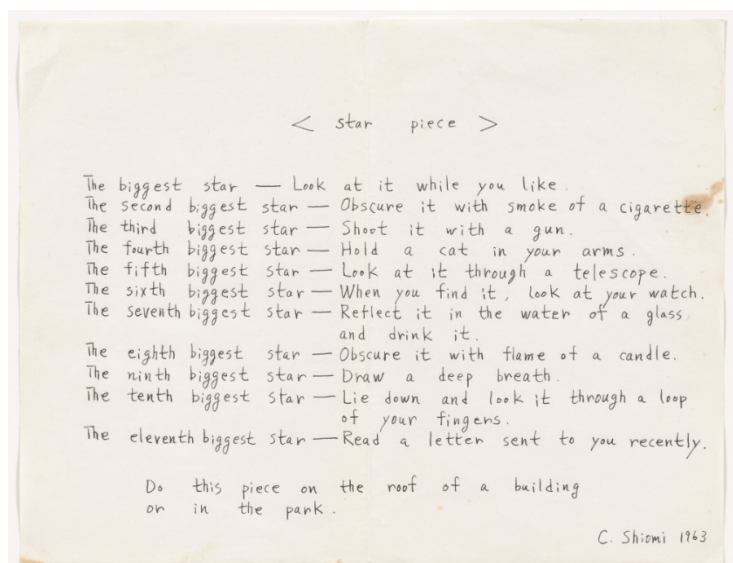 < star piece >
The biggest star — Look at it while you like.
The second biggest star — Obscure it with smoke of a cigarette.
The third biggest star — Shoot it with a gun.
The fourth biggest star — Hold a cat in your arms.
The fifth biggest star — Look at it through a telescope.
The sixth biggest star — When you find it, look at your watch.
The seventh biggest star — Reflect it in the water of a glass
and drink it.
The eighth biggest star — Obscure it with flame of a candle.
The ninth biggest star — Draw a deep breath.
The tenth biggest star — Lie down and look it through a loop
of your fingers.
The eleventh biggest star — Read a letter sent to you recently.
Do this piece on the roof of a building
or in the park.
C. Shiomi 1963